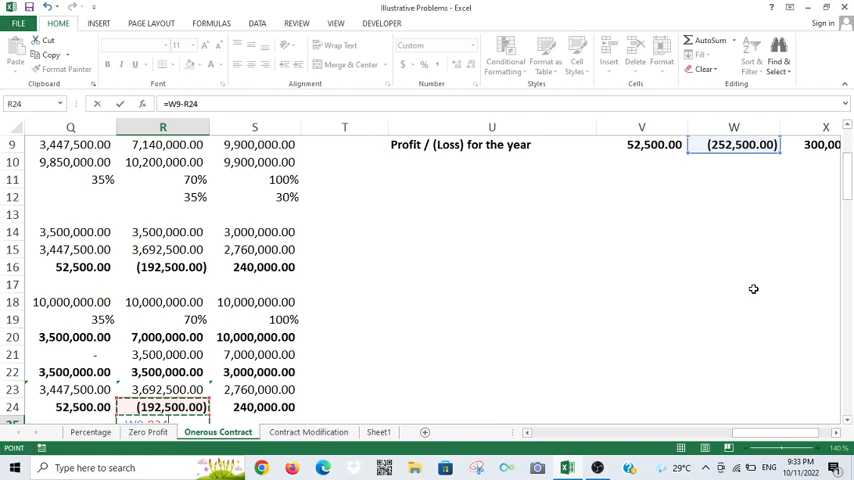 Illustrative Problems - Excel
FILE HOME INSERT PAGE LAYOUT FORMULAS DATA REVIEW VIEW DEVELOPER Sign in
Paste Cut Copy Format Painter Clipboard
11 A A B I U A Font
Wrap Text Merge & Center Alignment
Custom $ % , Number
Conditional Formatting Format as Table Cell Styles Styles
Insert Delete Format Cells
AutoSum Fill Clear Sort & Filter Find & Select Editing
R24 fx =W9-R24
Q R S T U V W X
9 3,447,500.00 7,140,000.00 9,900,000.00 Profit / (Loss) for the year 52,500.00 (252,500.00) 300,00
10 9,850,000.00 10,200,000.00 9,900,000.00
11 35% 70% 100%
12 35% 30%
13
14 3,500,000.00 3,500,000.00 3,000,000.00
15 3,447,500.00 3,692,500.00 2,760,000.00
16 52,500.00 (192,500.00) 240,000.00
17
18 10,000,000.00 10,000,000.00 10,000,000.00
19 35% 70% 100%
20 3,500,000.00 7,000,000.00 10,000,000.00
21 - 3,500,000.00 7,000,000.00
22 3,500,000.00 3,500,000.00 3,000,000.00
23 3,447,500.00 3,692,500.00 2,760,000.00
24 52,500.00 (192,500.00) 240,000.00
Percentage Zero Profit Onerous Contract Contract Modification Sheet1
POINT 140 %
Type here to search 29°C ENG 9:33 PM 10/11/2022